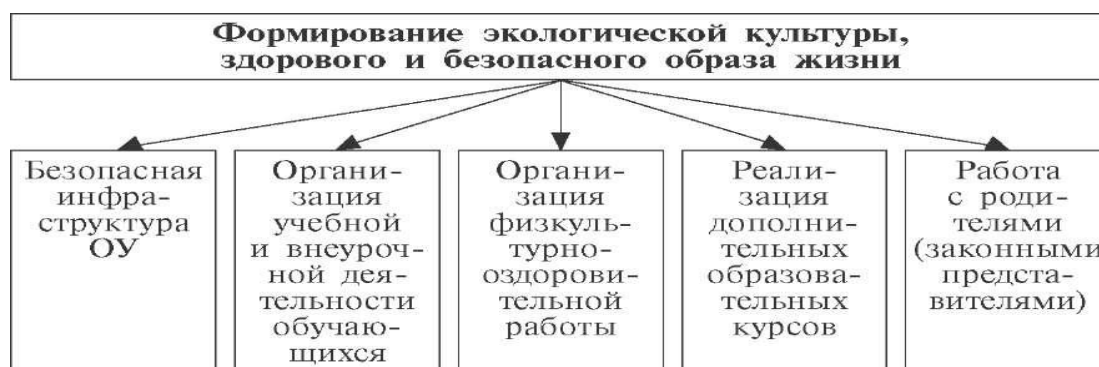 Формирование экологической культуры,
здорового и безопасного образа жизни
Безопасная
инфра-
структура
ОУ
Органи-
зация
учебной
и внеуроч-
ной дея-
тельности
обучаю-
щихся
Органи-
зация
физкуль-
турно-
оздорови-
тельной
работы
Реали-
зация
дополни-
тельных
образова-
тельных
курсов
Работа
с роди-
телями
(законными
предста-
вителями)